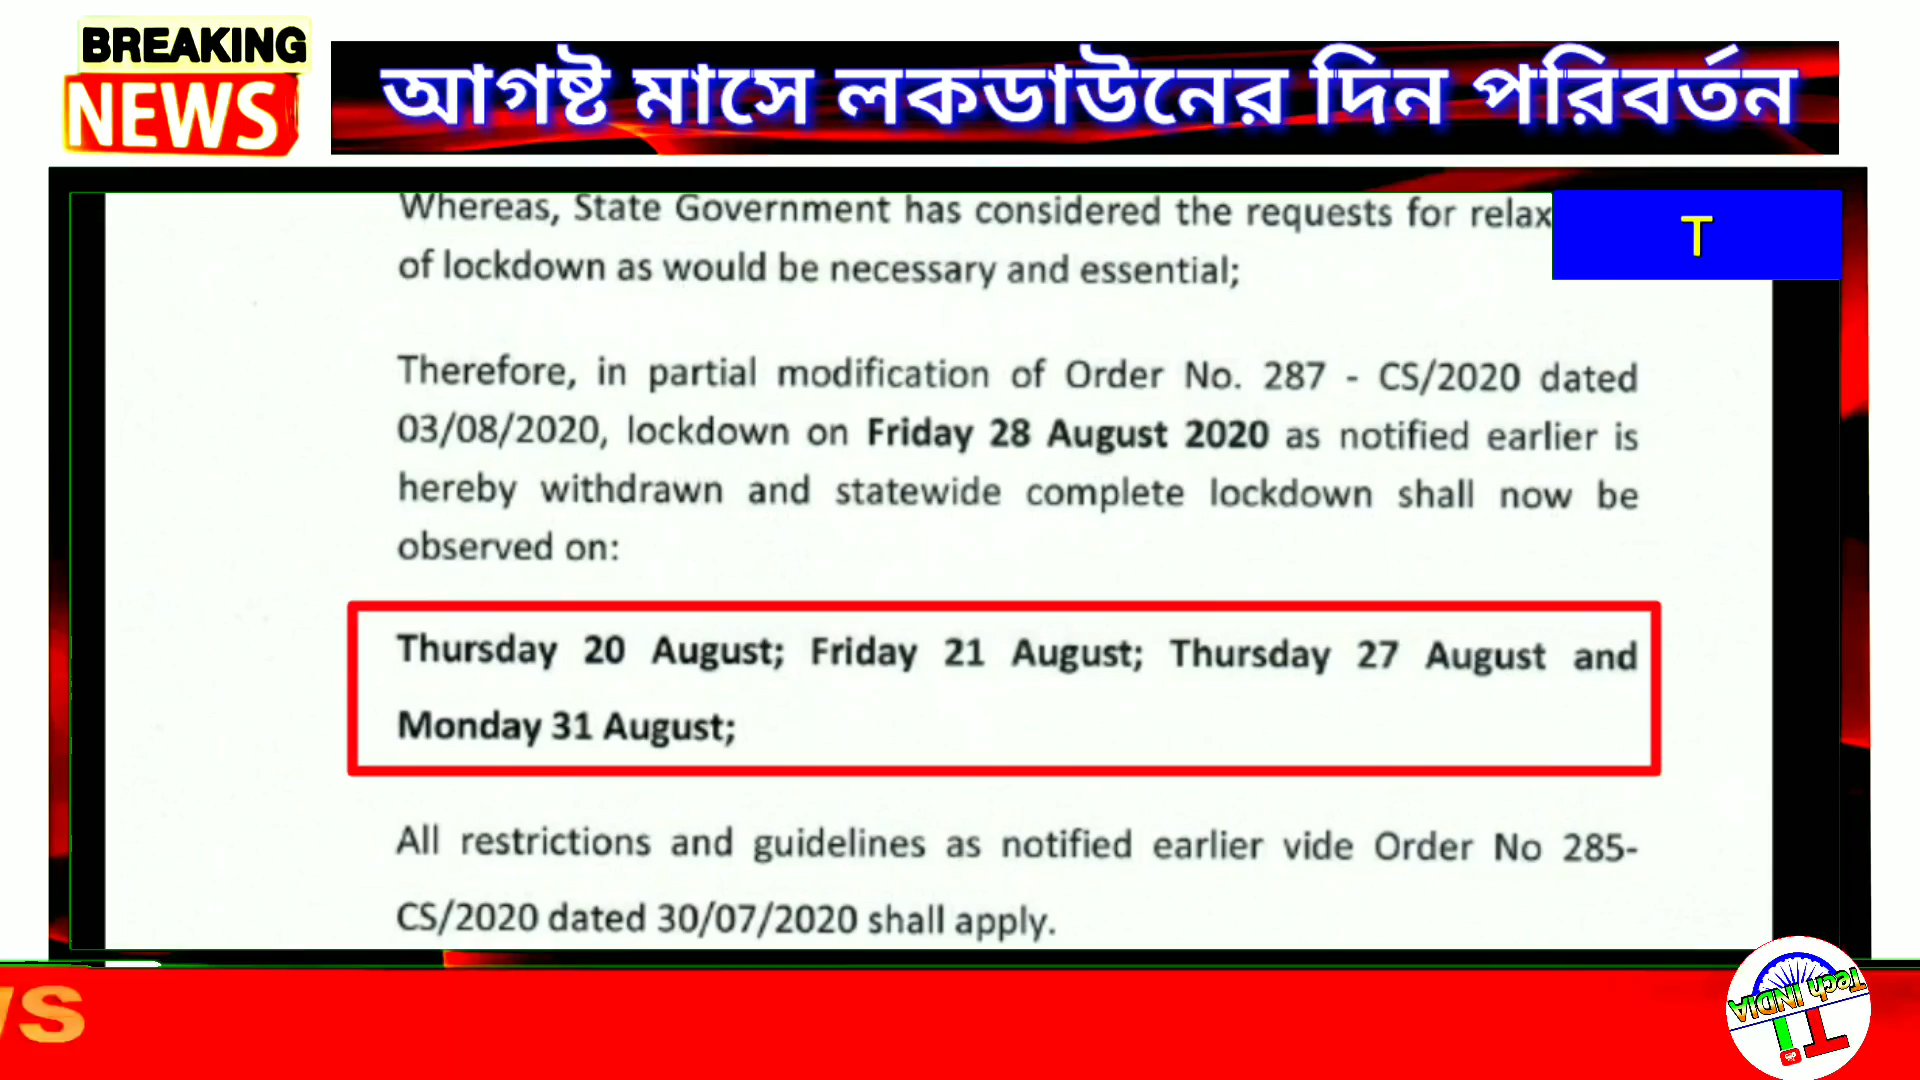 BREAKING
NEWS
আগষ্ট মাসে লকডাউনের দিন পরিবর্তন
T
Whereas, State Government has considered the requests for relax
of lockdown as would be necessary and essential;
Therefore, in partial modification of Order No. 287 - CS/2020 dated
03/08/2020, lockdown on Friday 28 August 2020 as notified earlier is
hereby withdrawn and statewide complete lockdown shall now be
observed on:
Thursday 20 August; Friday 21 August; Thursday 27 August and
Monday 31 August;
All restrictions and guidelines as notified earlier vide Order No 285-
CS/2020 dated 30/07/2020 shall apply.
Tech INDIA
TI